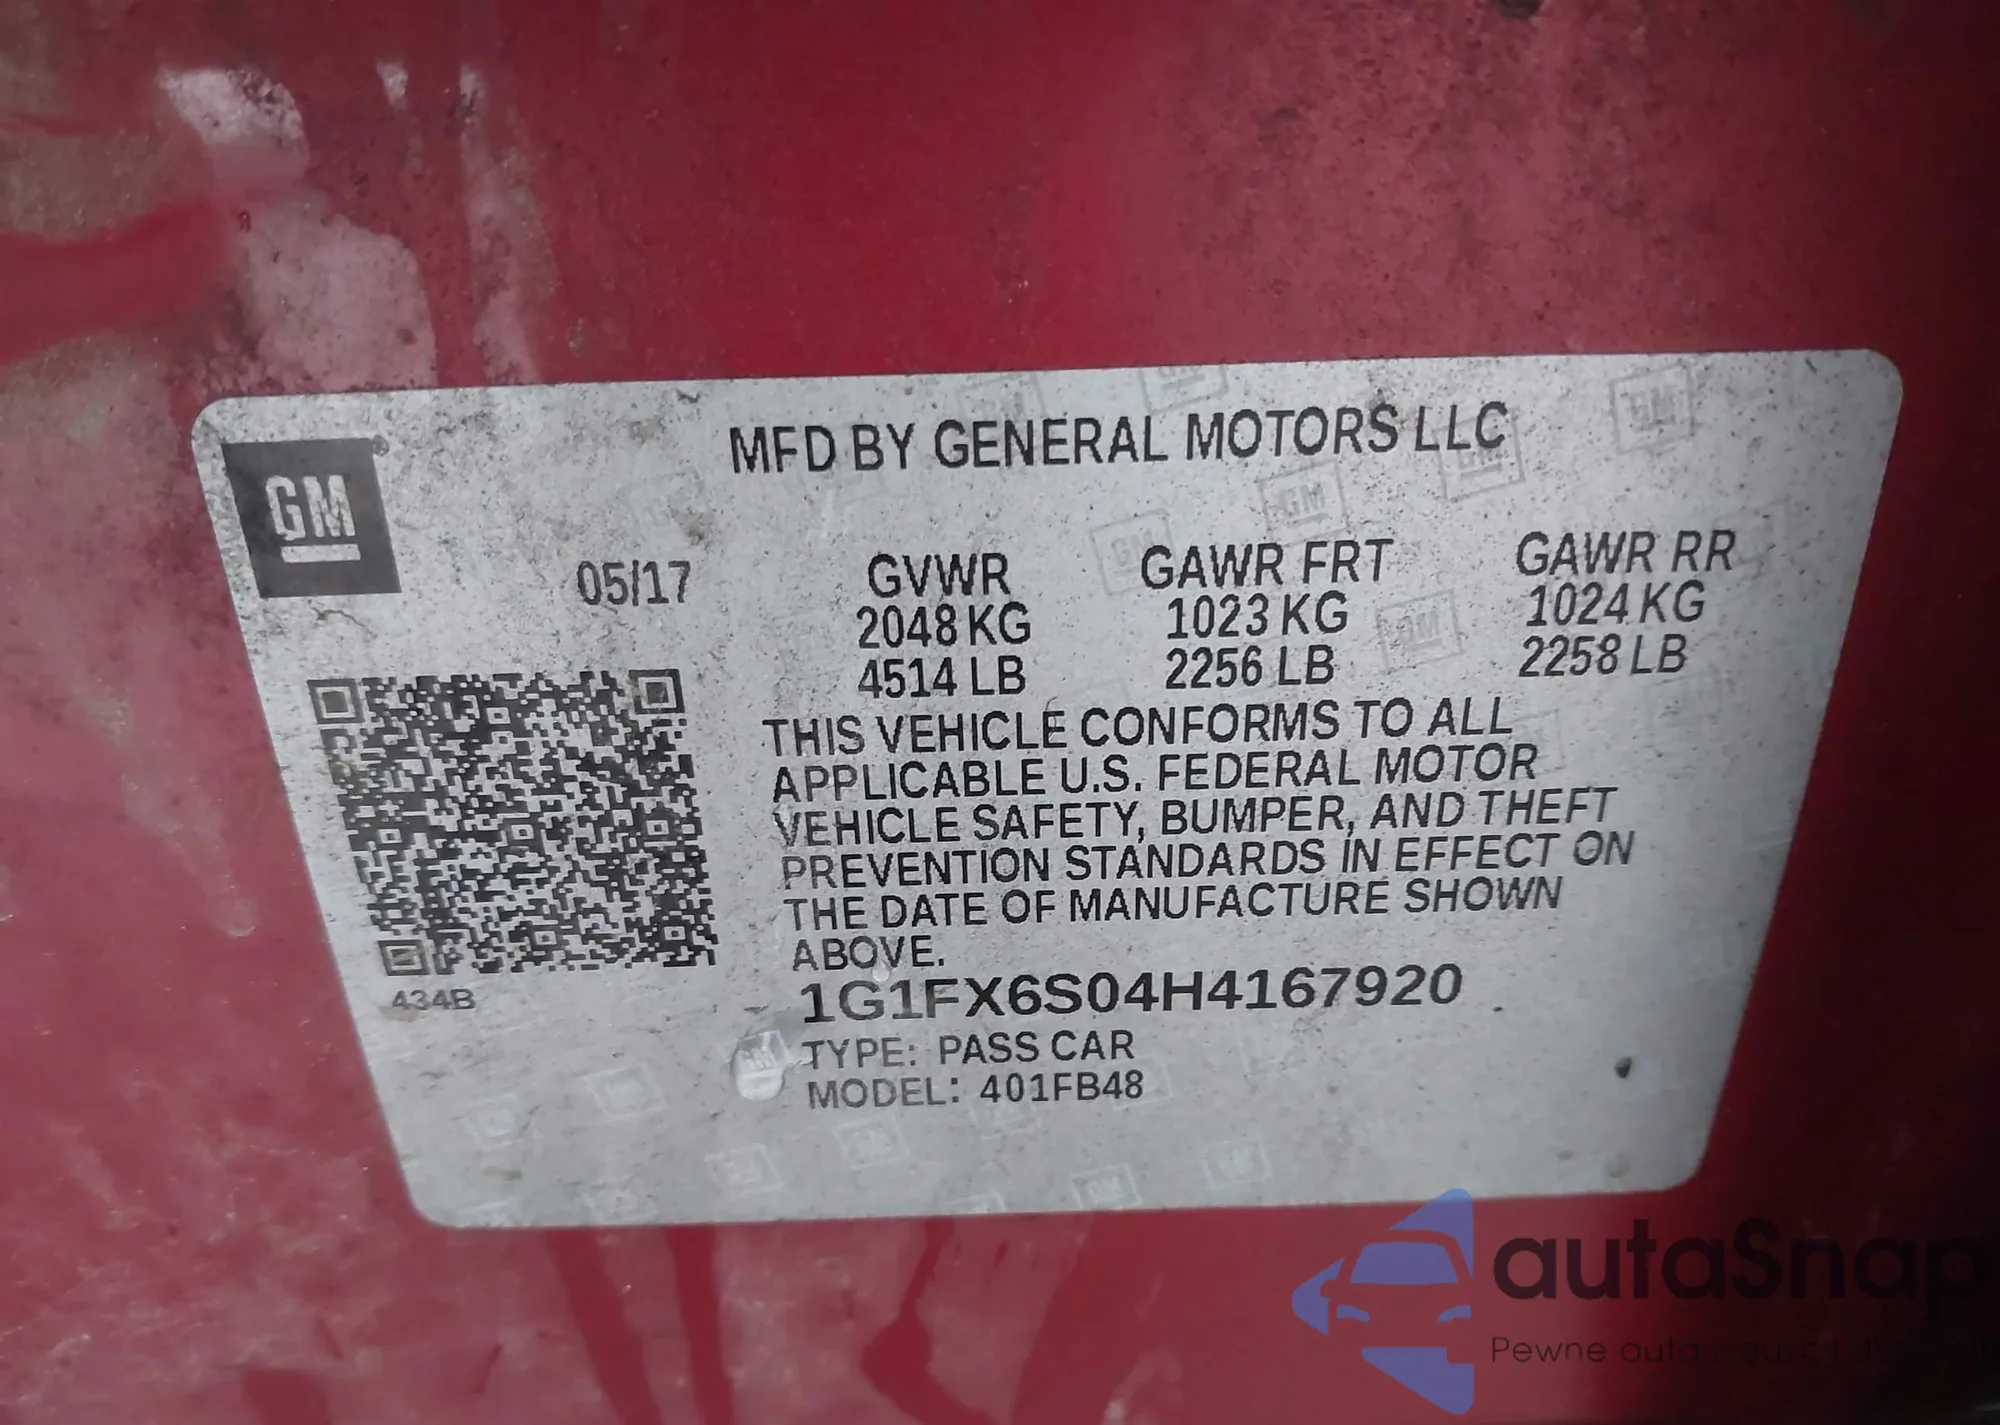 MFD BY GENERAL MOTORS LLC
GM
05/17
GVWR
2048 KG
4514 LB
GAWR FRT
1023 KG
2256 LB
GAWR RR
1024 KG
2258 LB
THIS VEHICLE CONFORMS TO ALL
APPLICABLE U.S. FEDERAL MOTOR
VEHICLE SAFETY, BUMPER, AND THEFT
PREVENTION STANDARDS IN EFFECT ON
THE DATE OF MANUFACTURE SHOWN
ABOVE.
434B
1G1FX6S04H4167920
TYPE: PASS CAR
MODEL: 401FB48
autaSnap
Pewne auta z